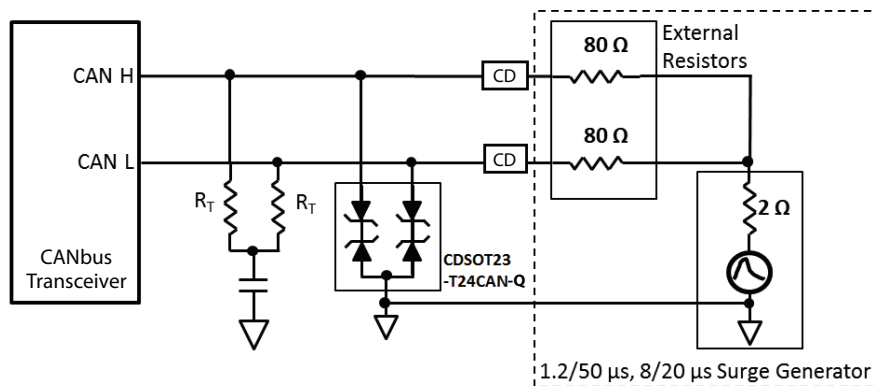 CAN H
CAN L
CANbus
Transceiver
R_T
R_T
CDSOT23
-T24CAN-Q
CD
CD
80 Ω
80 Ω
External
Resistors
2 Ω
1.2/50 µs, 8/20 µs Surge Generator